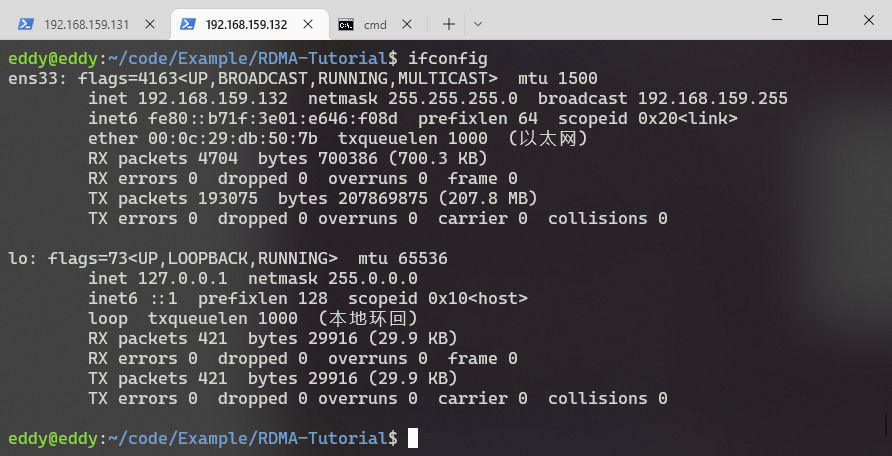 192.168.159.131
192.168.159.132
cmd
eddy@eddy:~/code/Example/RDMA-Tutorial$ ifconfig
ens33: flags=4163<UP,BROADCAST,RUNNING,MULTICAST>  mtu 1500
        inet 192.168.159.132  netmask 255.255.255.0  broadcast 192.168.159.255
        inet6 fe80::b71f:3e01:e646:f08d  prefixlen 64  scopeid 0x20<link>
        ether 00:0c:29:db:50:7b  txqueuelen 1000  (以太网)
        RX packets 4704  bytes 700386 (700.3 KB)
        RX errors 0  dropped 0  overruns 0  frame 0
        TX packets 193075  bytes 207869875 (207.8 MB)
        TX errors 0  dropped 0 overruns 0  carrier 0  collisions 0
lo: flags=73<UP,LOOPBACK,RUNNING>  mtu 65536
        inet 127.0.0.1  netmask 255.0.0.0
        inet6 ::1  prefixlen 128  scopeid 0x10<host>
        loop  txqueuelen 1000  (本地环回)
        RX packets 421  bytes 29916 (29.9 KB)
        RX errors 0  dropped 0  overruns 0  frame 0
        TX packets 421  bytes 29916 (29.9 KB)
        TX errors 0  dropped 0 overruns 0  carrier 0  collisions 0
eddy@eddy:~/code/Example/RDMA-Tutorial$